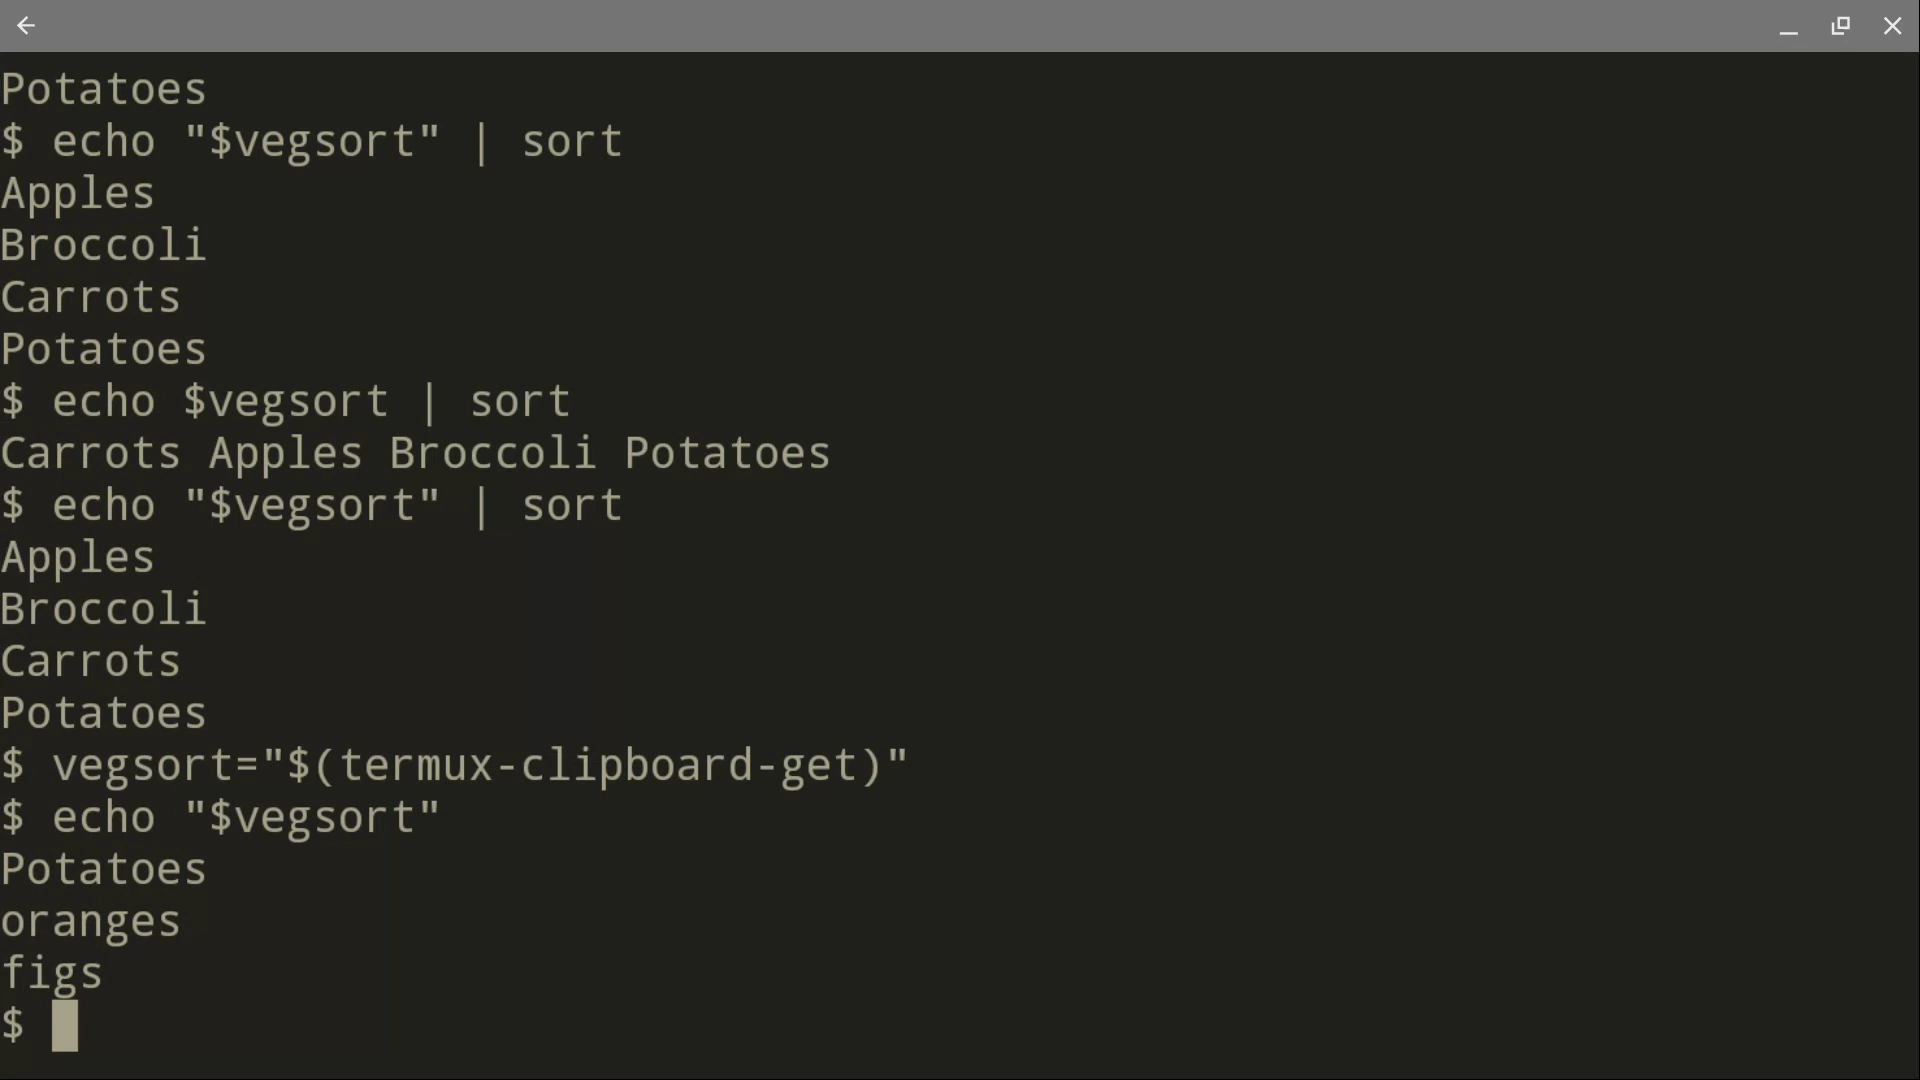 Potatoes
$ echo "$vegsort" | sort
Apples
Broccoli
Carrots
Potatoes
$ echo $vegsort | sort
Carrots Apples Broccoli Potatoes
$ echo "$vegsort" | sort
Apples
Broccoli
Carrots
Potatoes
$ vegsort="$(termux-clipboard-get)"
$ echo "$vegsort"
Potatoes
oranges
figs
$